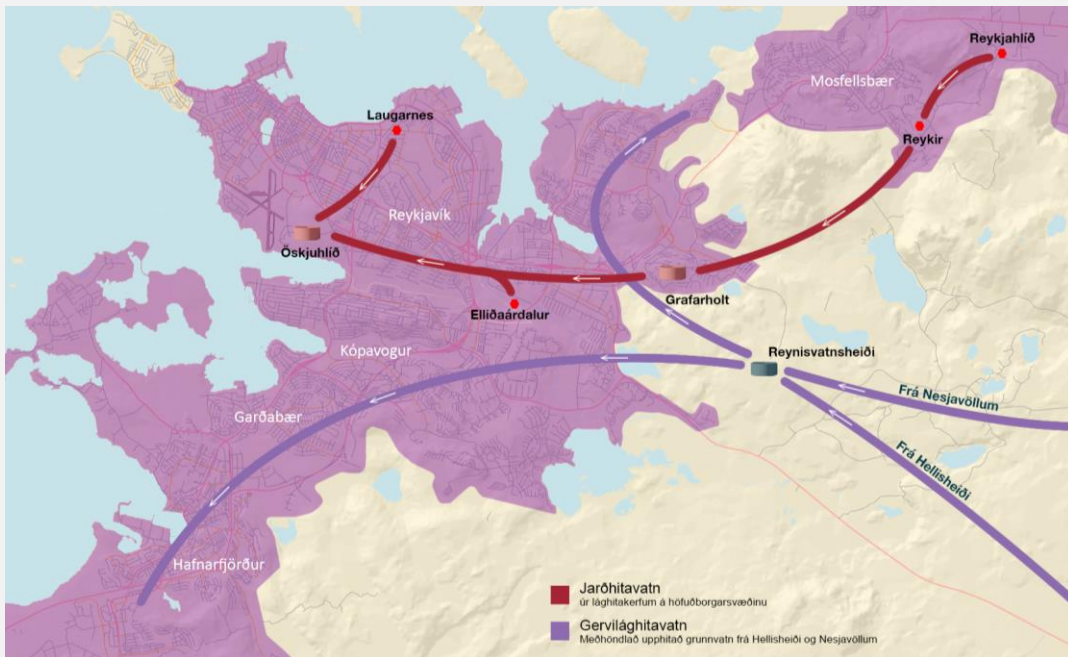 Reykjahlíð
Mosfellsbær
Laugarnes
Reykir
Reykjavík
Öskjuhlíð
Grafarholt
Elliðaárdalur
Kópavogur
Reynisvatnsheiði
Frá Nesjavöllum
Garðabær
Frá Hellisheiði
Hafnarfjörður
Jarðhitavatn
úr lághitakerfum á höfuðborgarsvæðinu
Gervilághitavatn
Meðhöndlað upphitað grunnvatn frá Hellisheiði og Nesjavöllum